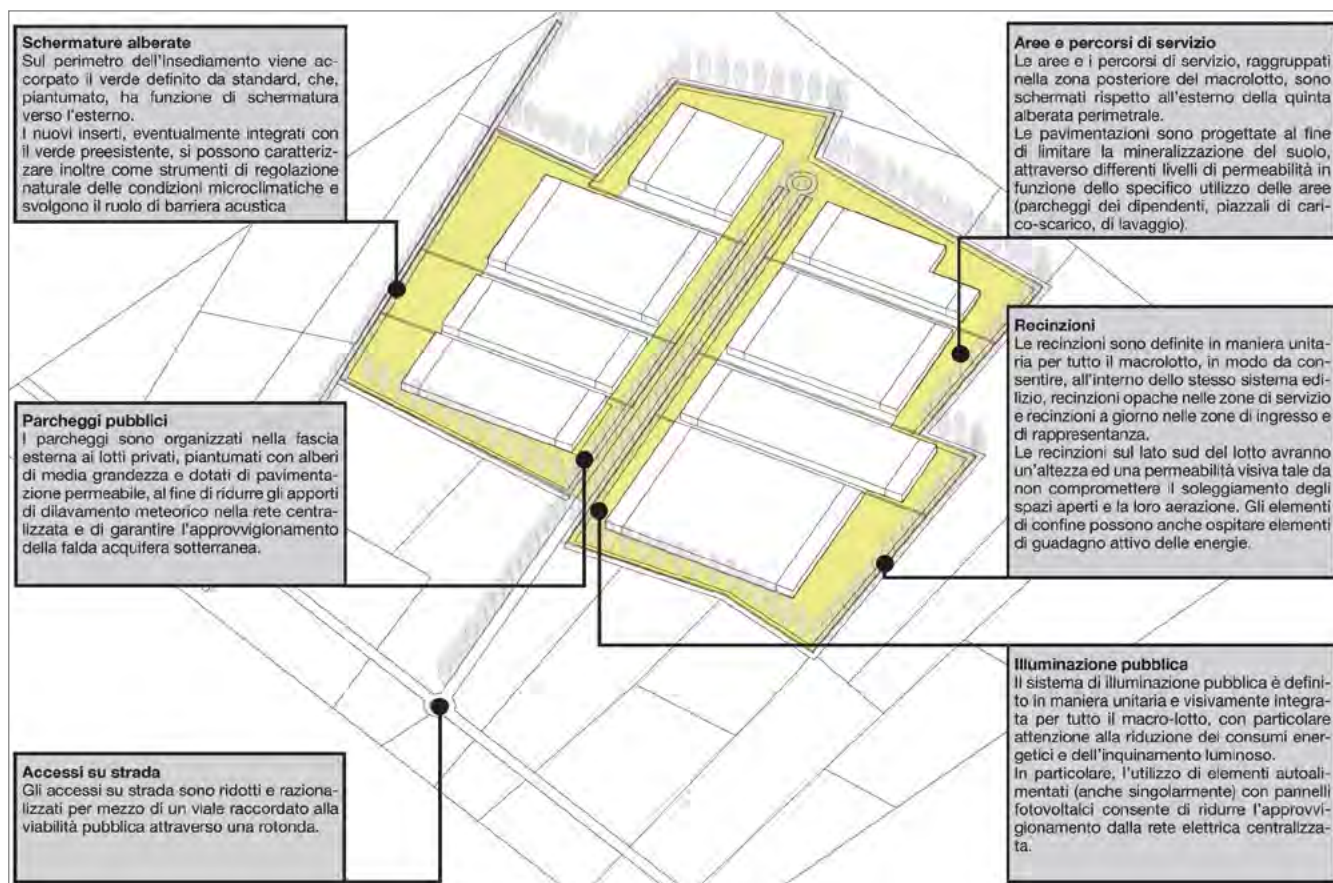 Schermature alberate
Sul perimetro dell'insediamento viene ac-
corpato il verde definito da standard, che,
piantumato, ha funzione di schermatura
verso l'esterno.
I nuovi inserti, eventualmente integrati con
il verde preesistente, si possono caratteriz-
zare inoltre come strumenti di regolazione
naturale delle condizioni microclimatiche e
svolgono il ruolo di barriera acustica
Parcheggi pubblici
I parcheggi sono organizzati nella fascia
esterna ai lotti privati, piantumati con alberi
di media grandezza e dotati di pavimenta-
zione permeabile, al fine di ridurre gli apporti
di dilavamento meteorico nella rete centra-
lizzata e di garantire l'approvvigionamento
della falda acquifera sotterranea.
Accessi su strada
Gli accessi su strada sono ridotti e raziona-
lizzati per mezzo di un viale raccordato alla
viabilità pubblica attraverso una rotonda.
Aree e percorsi di servizio
Le aree e i percorsi di servizio, raggruppati
nella zona posteriore del macrolotto, sono
schermati rispetto all'esterno della quinta
alberata perimetrale.
Le pavimentazioni sono progettate al fine
di limitare la mineralizzazione del suolo,
attraverso differenti livelli di permeabilità in
funzione dello specifico utilizzo delle aree
(parcheggi dei dipendenti, piazzali di cari-
co-scarico, di lavaggio).
Recinzioni
Le recinzioni sono definite in maniera unita-
ria per tutto il macrolotto, in modo da con-
sentire, all'interno dello stesso sistema edi-
lizio, recinzioni opache nelle zone di servizio
e recinzioni a giorno nelle zone di ingresso e
di rappresentanza.
Le recinzioni sul lato sud del lotto avranno
un'altezza ed una permeabilità visiva tale da
non compromettere il soleggiamento degli
spazi aperti e la loro aerazione. Gli elementi
di confine possono anche ospitare elementi
di guadagno attivo delle energie.
Illuminazione pubblica
Il sistema di illuminazione pubblica è defini-
to in maniera unitaria e visivamente integra-
ta per tutto il macro-lotto, con particolare
attenzione alla riduzione dei consumi ener-
getici e dell'inquinamento luminoso.
In particolare, l'utilizzo di elementi autoali-
mentati (anche singolarmente) con pannelli
fotovoltaici consente di ridurre l'approvvi-
gionamento dalla rete elettrica centralizza-
ta.